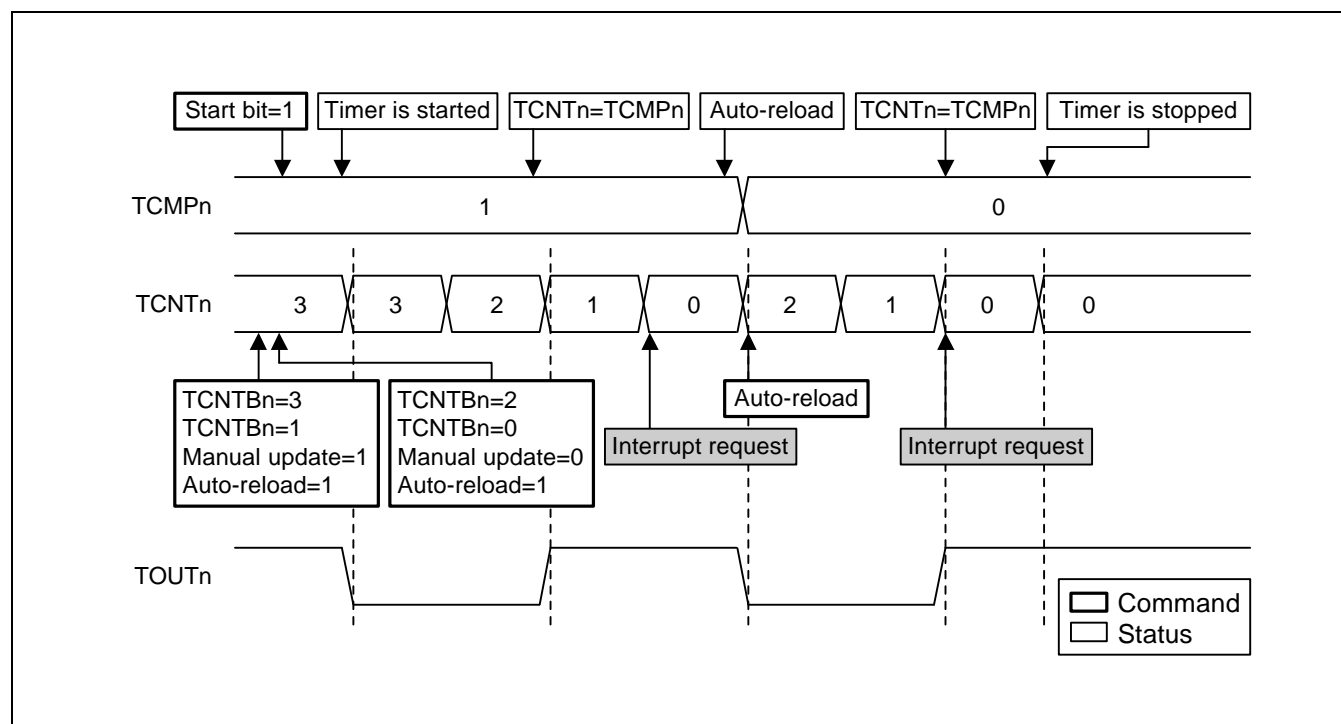 Start bit=1
Timer is started
TCNTn=TCMPn
Auto-reload
TCNTn=TCMPn
Timer is stopped
TCMPn
1
0
TCNTn
3
3
2
1
0
2
1
0
0
TCNTBn=3
TCNTBn=1
Manual update=1
Auto-reload=1
TCNTBn=2
TCNTBn=0
Manual update=0
Auto-reload=1
Interrupt request
Auto-reload
Interrupt request
TOUTn
Command
Status